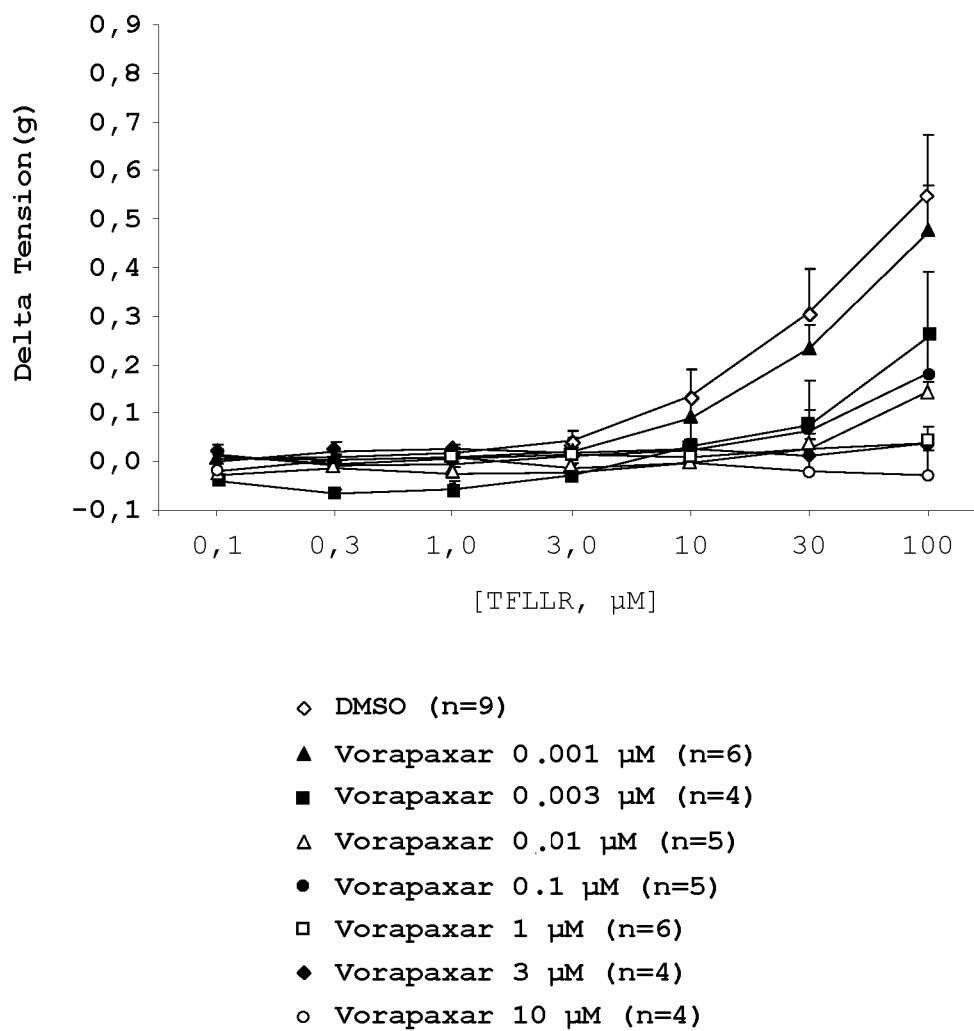 0,9
0,8
0,7
0,6
0,5
0,4
0,3
0,2
0,1
0,0
-0,1
Delta Tension(g)
0,1 0,3 1,0 3,0 10 30 100
[TFLLR, µM]
DMSO (n=9)
Vorapaxar 0.001 µM (n=6)
Vorapaxar 0.003 µM (n=4)
Vorapaxar 0.01 µM (n=5)
Vorapaxar 0.1 µM (n=5)
Vorapaxar 1 µM (n=6)
Vorapaxar 3 µM (n=4)
Vorapaxar 10 µM (n=4)